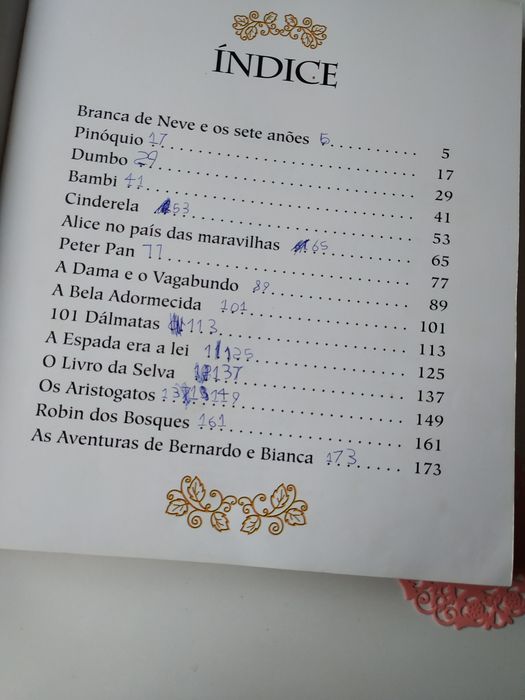 ÍNDICE
Branca de Neve e os sete anões 5 .......... 5
Pinóquio 17 .......... 17
Dumbo 29 .......... 29
Bambi 41 .......... 41
Cinderela 53 .......... 53
Alice no país das maravilhas 65 .......... 65
Peter Pan 77 .......... 77
A Dama e o Vagabundo 89 .......... 89
A Bela Adormecida 101 .......... 101
101 Dálmatas 113 .......... 113
A Espada era a lei 125 .......... 125
O Livro da Selva 137 .......... 137
Os Aristogatos 149 .......... 149
Robin dos Bosques 161 .......... 161
As Aventuras de Bernardo e Bianca 173 ..... 173